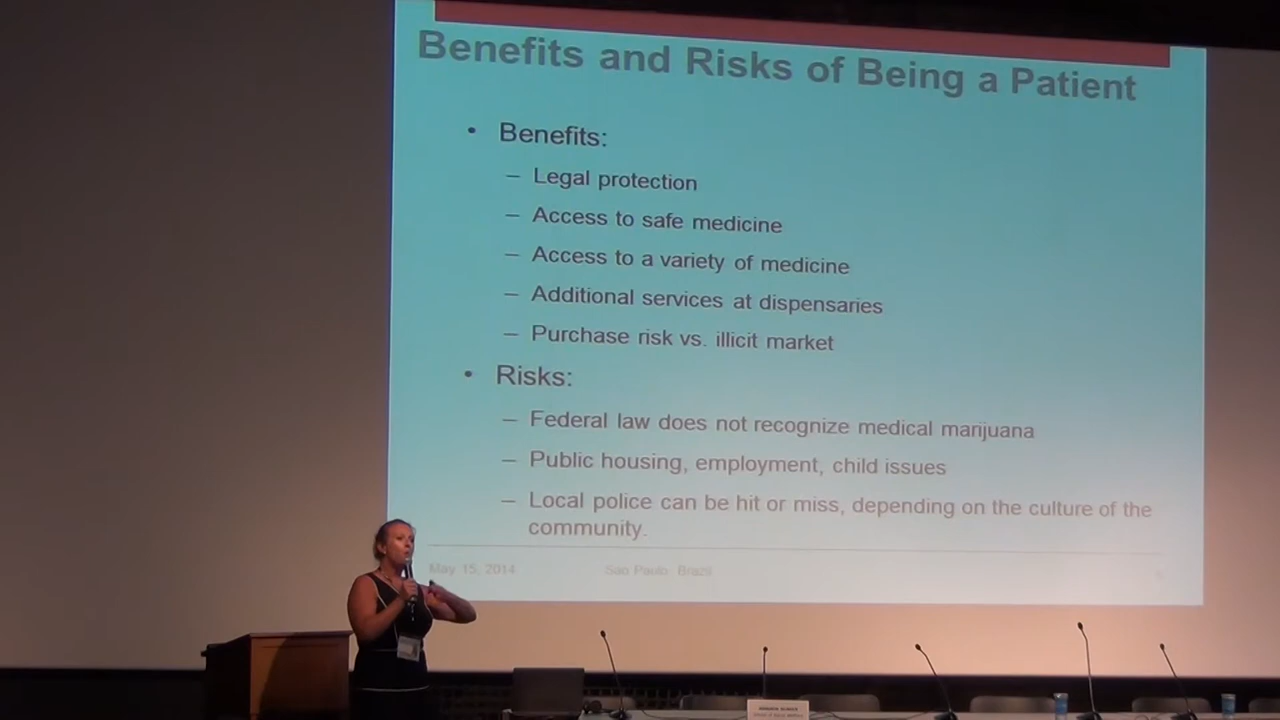 Benefits and Risks of Being a Patient
• Benefits:
– Legal protection
– Access to safe medicine
– Access to a variety of medicine
– Additional services at dispensaries
– Purchase risk vs. illicit market
• Risks:
– Federal law does not recognize medical marijuana
– Public housing, employment, child issues
– Local police can be hit or miss, depending on the culture of the
community.
May 15, 2014
Sao Paulo, Brazil